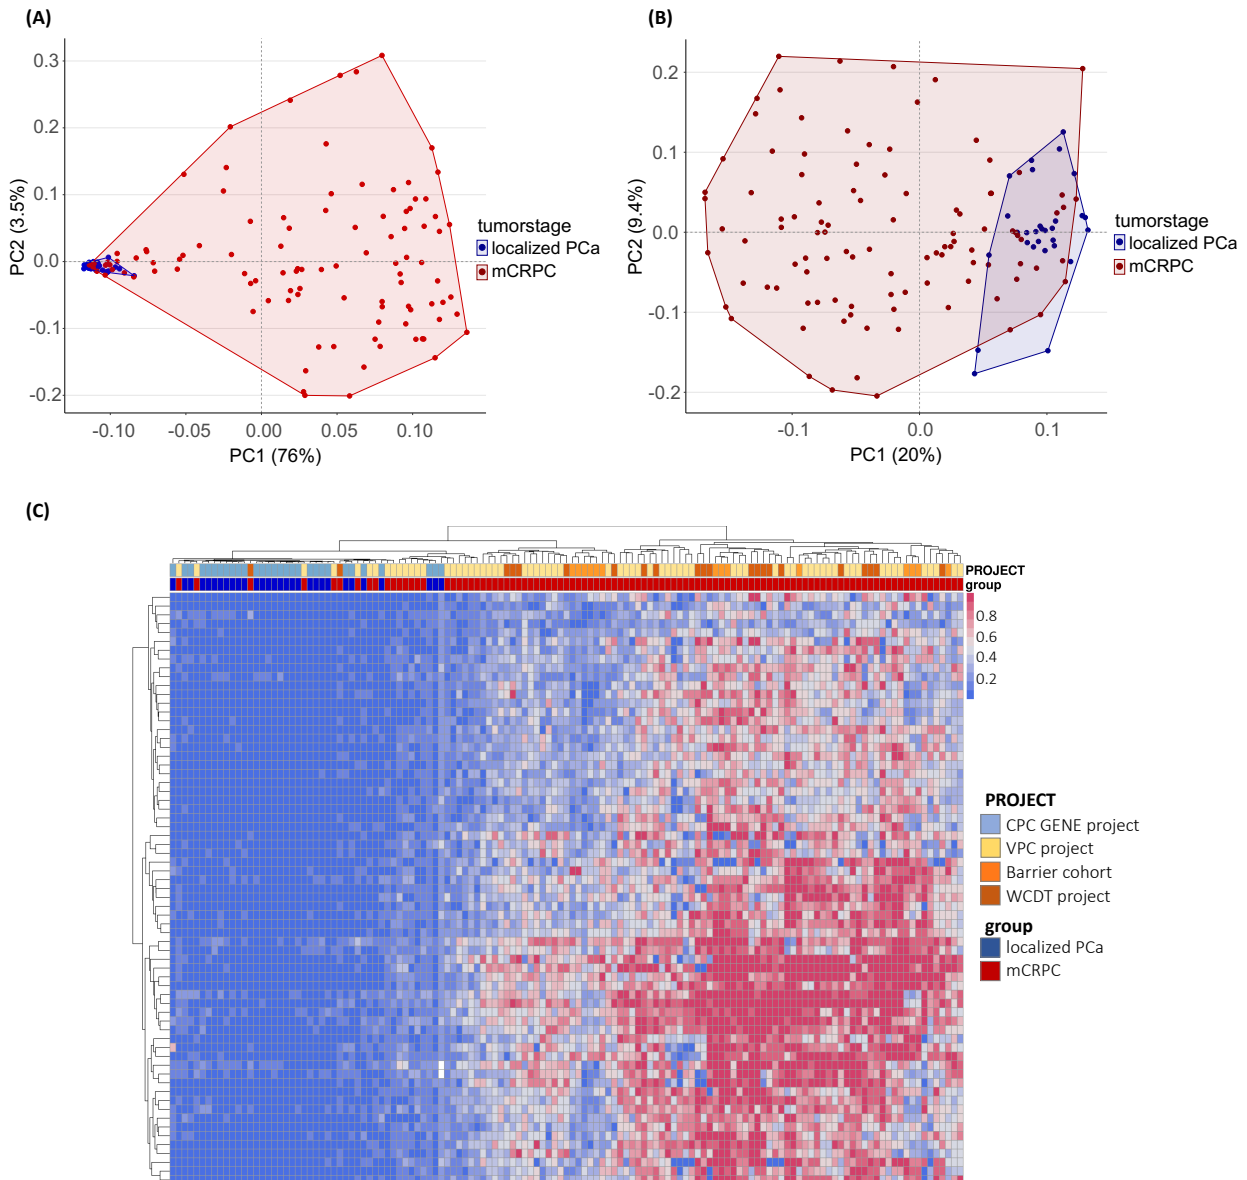 (A)
0.3
0.2
0.1
0.0
-0.1
-0.2
PC2 (3.5%)
-0.10
-0.05
0.00
0.05
0.10
PC1 (76%)
tumorstage
localized PCa
mCRPC
(B)
0.2
0.1
0.0
-0.1
-0.2
PC2 (9.4%)
-0.1
0.0
0.1
PC1 (20%)
tumorstage
localized PCa
mCRPC
(C)
PROJECT
group
0.8
0.6
0.4
0.2
PROJECT
CPC GENE project
VPC project
Barrier cohort
WCDT project
group
localized PCa
mCRPC